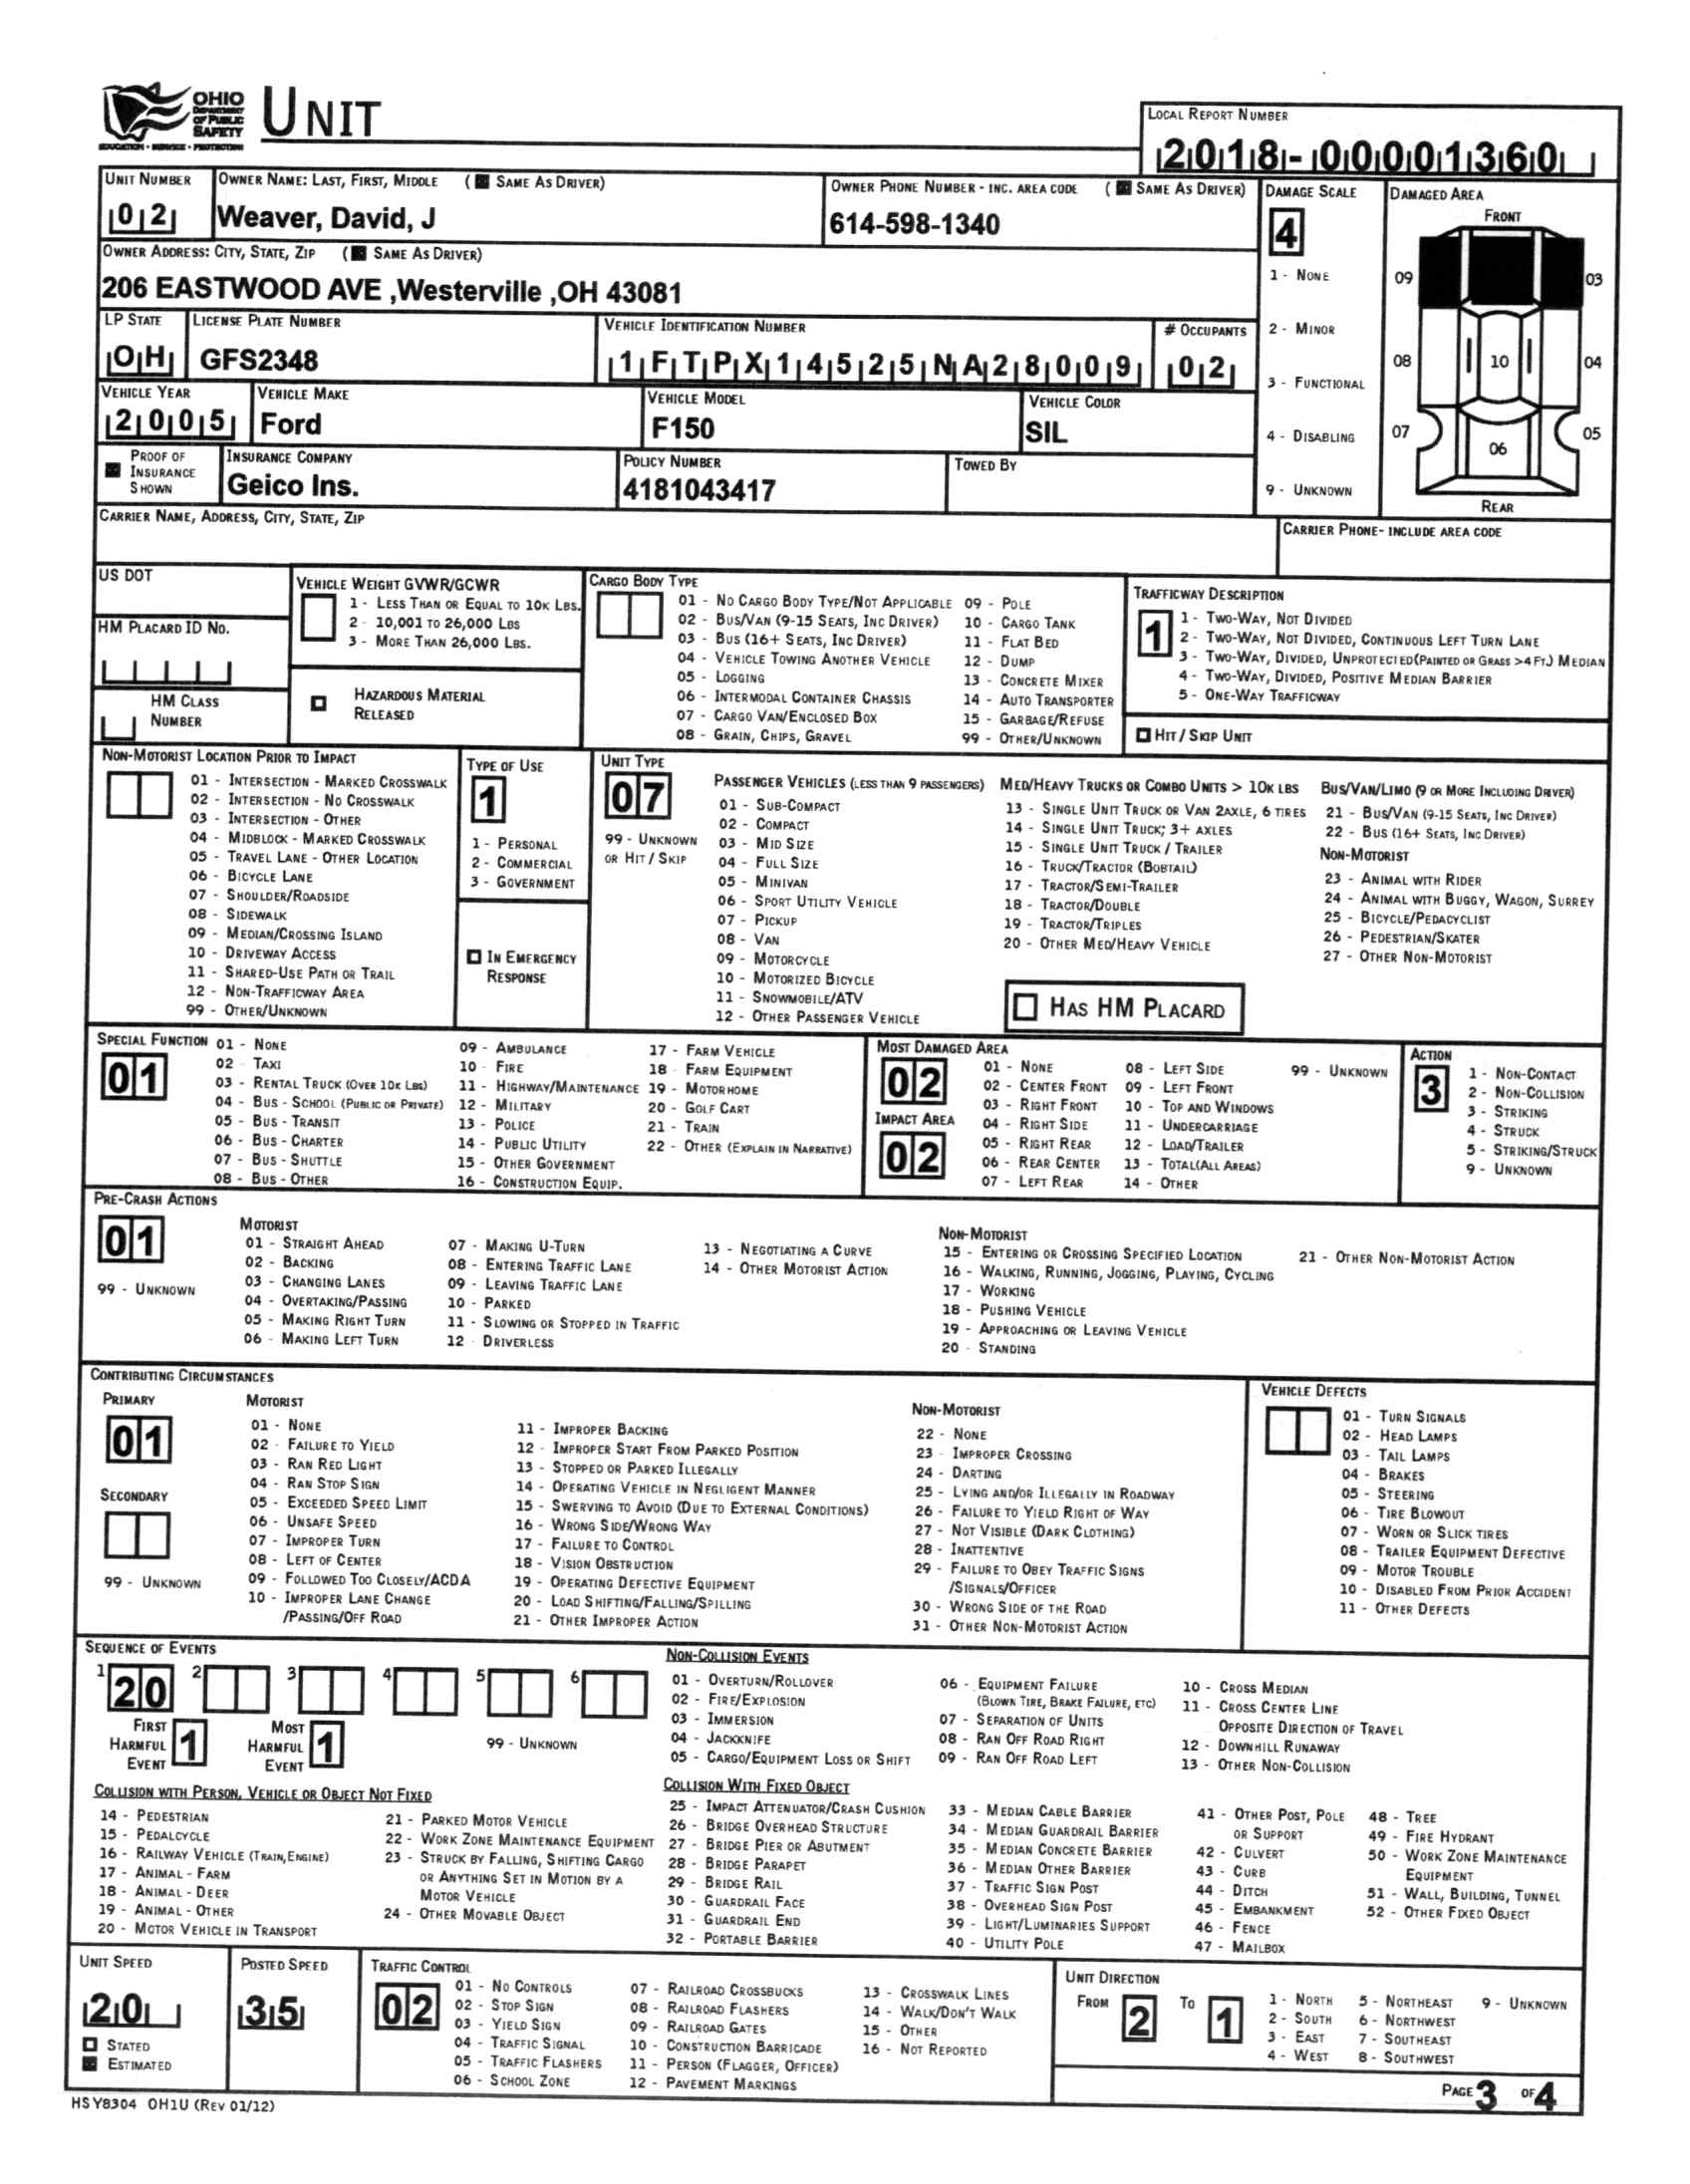 OHIO
DEPARTMENT
OF PUBLIC
SAFETY
EDUCATION • SERVICE • PROTECTION
UNIT
LOCAL REPORT NUMBER
2018-00001360
UNIT NUMBER
02
OWNER NAME: LAST, FIRST, MIDDLE ( ■ SAME AS DRIVER)
Weaver, David, J
OWNER PHONE NUMBER - INC. AREA CODE ( ■ SAME AS DRIVER)
614-598-1340
DAMAGE SCALE
4
1 - NONE
2 - MINOR
3 - FUNCTIONAL
4 - DISABLING
9 - UNKNOWN
DAMAGED AREA
FRONT
09 03
08 10 04
07 06 05
REAR
OWNER ADDRESS: CITY, STATE, ZIP ( ■ SAME AS DRIVER)
206 EASTWOOD AVE ,Westerville ,OH 43081
LP STATE
OH
LICENSE PLATE NUMBER
GFS2348
VEHICLE IDENTIFICATION NUMBER
1FTPX14525NA28009
# OCCUPANTS
02
VEHICLE YEAR
2005
VEHICLE MAKE
Ford
VEHICLE MODEL
F150
VEHICLE COLOR
SIL
■ PROOF OF
INSURANCE
SHOWN
INSURANCE COMPANY
Geico Ins.
POLICY NUMBER
4181043417
TOWED BY
CARRIER NAME, ADDRESS, CITY, STATE, ZIP
CARRIER PHONE- INCLUDE AREA CODE
US DOT
HM PLACARD ID NO.
HM CLASS
NUMBER
VEHICLE WEIGHT GVWR/GCWR
1 - LESS THAN OR EQUAL TO 10K LBS.
2 - 10,001 TO 26,000 LBS
3 - MORE THAN 26,000 LBS.
HAZARDOUS MATERIAL
RELEASED
CARGO BODY TYPE
01 - NO CARGO BODY TYPE/NOT APPLICABLE
02 - BUS/VAN (9-15 SEATS, INC DRIVER)
03 - BUS (16+ SEATS, INC DRIVER)
04 - VEHICLE TOWING ANOTHER VEHICLE
05 - LOGGING
06 - INTERMODAL CONTAINER CHASSIS
07 - CARGO VAN/ENCLOSED BOX
08 - GRAIN, CHIPS, GRAVEL
09 - POLE
10 - CARGO TANK
11 - FLAT BED
12 - DUMP
13 - CONCRETE MIXER
14 - AUTO TRANSPORTER
15 - GARBAGE/REFUSE
99 - OTHER/UNKNOWN
TRAFFICWAY DESCRIPTION
1
1 - TWO-WAY, NOT DIVIDED
2 - TWO-WAY, NOT DIVIDED, CONTINUOUS LEFT TURN LANE
3 - TWO-WAY, DIVIDED, UNPROTECTED(PAINTED OR GRASS >4 FT.) MEDIAN
4 - TWO-WAY, DIVIDED, POSITIVE MEDIAN BARRIER
5 - ONE-WAY TRAFFICWAY
HIT / SKIP UNIT
NON-MOTORIST LOCATION PRIOR TO IMPACT
01 - INTERSECTION - MARKED CROSSWALK
02 - INTERSECTION - NO CROSSWALK
03 - INTERSECTION - OTHER
04 - MIDBLOCK - MARKED CROSSWALK
05 - TRAVEL LANE - OTHER LOCATION
06 - BICYCLE LANE
07 - SHOULDER/ROADSIDE
08 - SIDEWALK
09 - MEDIAN/CROSSING ISLAND
10 - DRIVEWAY ACCESS
11 - SHARED-USE PATH OR TRAIL
12 - NON-TRAFFICWAY AREA
99 - OTHER/UNKNOWN
TYPE OF USE
1
1 - PERSONAL
2 - COMMERCIAL
3 - GOVERNMENT
IN EMERGENCY
RESPONSE
UNIT TYPE
07
99 - UNKNOWN
OR HIT / SKIP
PASSENGER VEHICLES (LESS THAN 9 PASSENGERS)
01 - SUB-COMPACT
02 - COMPACT
03 - MID SIZE
04 - FULL SIZE
05 - MINIVAN
06 - SPORT UTILITY VEHICLE
07 - PICKUP
08 - VAN
09 - MOTORCYCLE
10 - MOTORIZED BICYCLE
11 - SNOWMOBILE/ATV
12 - OTHER PASSENGER VEHICLE
MED/HEAVY TRUCKS OR COMBO UNITS > 10K LBS
13 - SINGLE UNIT TRUCK OR VAN 2AXLE, 6 TIRES
14 - SINGLE UNIT TRUCK; 3+ AXLES
15 - SINGLE UNIT TRUCK / TRAILER
16 - TRUCK/TRACTOR (BOBTAIL)
17 - TRACTOR/SEMI-TRAILER
18 - TRACTOR/DOUBLE
19 - TRACTOR/TRIPLES
20 - OTHER MED/HEAVY VEHICLE
HAS HM PLACARD
BUS/VAN/LIMO (9 OR MORE INCLUDING DRIVER)
21 - BUS/VAN (9-15 SEATS, INC DRIVER)
22 - BUS (16+ SEATS, INC DRIVER)
NON-MOTORIST
23 - ANIMAL WITH RIDER
24 - ANIMAL WITH BUGGY, WAGON, SURREY
25 - BICYCLE/PEDACYCLIST
26 - PEDESTRIAN/SKATER
27 - OTHER NON-MOTORIST
SPECIAL FUNCTION
01
01 - NONE
02 TAXI
03 - RENTAL TRUCK (OVER 10K LBS)
04 - BUS - SCHOOL (PUBLIC OR PRIVATE)
05 - BUS - TRANSIT
06 - BUS - CHARTER
07 - BUS - SHUTTLE
08 - BUS - OTHER
09 - AMBULANCE
10 FIRE
11 - HIGHWAY/MAINTENANCE
12 - MILITARY
13 - POLICE
14 - PUBLIC UTILITY
15 - OTHER GOVERNMENT
16 - CONSTRUCTION EQUIP.
17 - FARM VEHICLE
18 FARM EQUIPMENT
19 - MOTORHOME
20 - GOLF CART
21 - TRAIN
22 - OTHER (EXPLAIN IN NARRATIVE)
MOST DAMAGED AREA
02
IMPACT AREA
02
01 - NONE
02 - CENTER FRONT
03 - RIGHT FRONT
04 - RIGHT SIDE
05 - RIGHT REAR
06 - REAR CENTER
07 - LEFT REAR
08 - LEFT SIDE
09 - LEFT FRONT
10 - TOP AND WINDOWS
11 - UNDERCARRIAGE
12 - LOAD/TRAILER
13 - TOTAL(ALL AREAS)
14 - OTHER
99 - UNKNOWN
ACTION
3
1 - NON-CONTACT
2 - NON-COLLISION
3 - STRIKING
4 - STRUCK
5 - STRIKING/STRUCK
9 - UNKNOWN
PRE-CRASH ACTIONS
01
99 - UNKNOWN
MOTORIST
01 - STRAIGHT AHEAD
02 - BACKING
03 - CHANGING LANES
04 - OVERTAKING/PASSING
05 - MAKING RIGHT TURN
06 - MAKING LEFT TURN
07 - MAKING U-TURN
08 - ENTERING TRAFFIC LANE
09 - LEAVING TRAFFIC LANE
10 - PARKED
11 - SLOWING OR STOPPED IN TRAFFIC
12 DRIVERLESS
13 - NEGOTIATING A CURVE
14 - OTHER MOTORIST ACTION
NON-MOTORIST
15 - ENTERING OR CROSSING SPECIFIED LOCATION
16 - WALKING, RUNNING, JOGGING, PLAYING, CYCLING
17 - WORKING
18 - PUSHING VEHICLE
19 - APPROACHING OR LEAVING VEHICLE
20 - STANDING
21 - OTHER NON-MOTORIST ACTION
CONTRIBUTING CIRCUMSTANCES
PRIMARY
01
SECONDARY
99 - UNKNOWN
MOTORIST
01 - NONE
02 FAILURE TO YIELD
03 - RAN RED LIGHT
04 - RAN STOP SIGN
05 - EXCEEDED SPEED LIMIT
06 - UNSAFE SPEED
07 - IMPROPER TURN
08 - LEFT OF CENTER
09 - FOLLOWED TOO CLOSELY/ACDA
10 - IMPROPER LANE CHANGE
/PASSING/OFF ROAD
11 - IMPROPER BACKING
12 IMPROPER START FROM PARKED POSITION
13 - STOPPED OR PARKED ILLEGALLY
14 - OPERATING VEHICLE IN NEGLIGENT MANNER
15 - SWERVING TO AVOID (DUE TO EXTERNAL CONDITIONS)
16 - WRONG SIDE/WRONG WAY
17 - FAILURE TO CONTROL
18 - VISION OBSTRUCTION
19 - OPERATING DEFECTIVE EQUIPMENT
20 - LOAD SHIFTING/FALLING/SPILLING
21 - OTHER IMPROPER ACTION
NON-MOTORIST
22 - NONE
23 IMPROPER CROSSING
24 - DARTING
25 - LYING AND/OR ILLEGALLY IN ROADWAY
26 - FAILURE TO YIELD RIGHT OF WAY
27 - NOT VISIBLE (DARK CLOTHING)
28 - INATTENTIVE
29 - FAILURE TO OBEY TRAFFIC SIGNS
/SIGNALS/OFFICER
30 - WRONG SIDE OF THE ROAD
31 - OTHER NON-MOTORIST ACTION
VEHICLE DEFECTS
01 - TURN SIGNALS
02 - HEAD LAMPS
03 - TAIL LAMPS
04 - BRAKES
05 - STEERING
06 - TIRE BLOWOUT
07 - WORN OR SLICK TIRES
08 - TRAILER EQUIPMENT DEFECTIVE
09 - MOTOR TROUBLE
10 - DISABLED FROM PRIOR ACCIDENT
11 - OTHER DEFECTS
SEQUENCE OF EVENTS
1 20 2 3 4 5 6
FIRST
HARMFUL
EVENT
1
MOST
HARMFUL
EVENT
1
99 - UNKNOWN
NON-COLLISION EVENTS
01 - OVERTURN/ROLLOVER
02 - FIRE/EXPLOSION
03 - IMMERSION
04 - JACKKNIFE
05 - CARGO/EQUIPMENT LOSS OR SHIFT
06 - EQUIPMENT FAILURE
(BLOWN TIRE, BRAKE FAILURE, ETC)
07 - SEPARATION OF UNITS
08 - RAN OFF ROAD RIGHT
09 - RAN OFF ROAD LEFT
10 - CROSS MEDIAN
11 - CROSS CENTER LINE
OPPOSITE DIRECTION OF TRAVEL
12 - DOWNHILL RUNAWAY
13 - OTHER NON-COLLISION
COLLISION WITH PERSON, VEHICLE OR OBJECT NOT FIXED
14 - PEDESTRIAN
15 - PEDALCYCLE
16 - RAILWAY VEHICLE (TRAIN,ENGINE)
17 - ANIMAL - FARM
18 - ANIMAL - DEER
19 - ANIMAL - OTHER
20 - MOTOR VEHICLE IN TRANSPORT
21 - PARKED MOTOR VEHICLE
22 - WORK ZONE MAINTENANCE EQUIPMENT
23 - STRUCK BY FALLING, SHIFTING CARGO
OR ANYTHING SET IN MOTION BY A
MOTOR VEHICLE
24 - OTHER MOVABLE OBJECT
COLLISION WITH FIXED OBJECT
25 - IMPACT ATTENUATOR/CRASH CUSHION
26 - BRIDGE OVERHEAD STRUCTURE
27 - BRIDGE PIER OR ABUTMENT
28 - BRIDGE PARAPET
29 - BRIDGE RAIL
30 - GUARDRAIL FACE
31 - GUARDRAIL END
32 - PORTABLE BARRIER
33 - MEDIAN CABLE BARRIER
34 - MEDIAN GUARDRAIL BARRIER
35 - MEDIAN CONCRETE BARRIER
36 - MEDIAN OTHER BARRIER
37 - TRAFFIC SIGN POST
38 - OVERHEAD SIGN POST
39 - LIGHT/LUMINARIES SUPPORT
40 - UTILITY POLE
41 - OTHER POST, POLE
OR SUPPORT
42 - CULVERT
43 - CURB
44 - DITCH
45 - EMBANKMENT
46 - FENCE
47 - MAILBOX
48 - TREE
49 - FIRE HYDRANT
50 - WORK ZONE MAINTENANCE
EQUIPMENT
51 - WALL, BUILDING, TUNNEL
52 - OTHER FIXED OBJECT
UNIT SPEED
20
STATED
■ ESTIMATED
POSTED SPEED
35
TRAFFIC CONTROL
02
01 - NO CONTROLS
02 - STOP SIGN
03 - YIELD SIGN
04 - TRAFFIC SIGNAL
05 - TRAFFIC FLASHERS
06 - SCHOOL ZONE
07 - RAILROAD CROSSBUCKS
08 - RAILROAD FLASHERS
09 - RAILROAD GATES
10 - CONSTRUCTION BARRICADE
11 - PERSON (FLAGGER, OFFICER)
12 - PAVEMENT MARKINGS
13 - CROSSWALK LINES
14 - WALK/DON'T WALK
15 - OTHER
16 - NOT REPORTED
UNIT DIRECTION
FROM 2 TO 1
1 - NORTH
2 - SOUTH
3 - EAST
4 - WEST
5 - NORTHEAST
6 - NORTHWEST
7 - SOUTHEAST
8 - SOUTHWEST
9 - UNKNOWN
PAGE 3 OF 4
HSY8304 OH1U (REV 01/12)